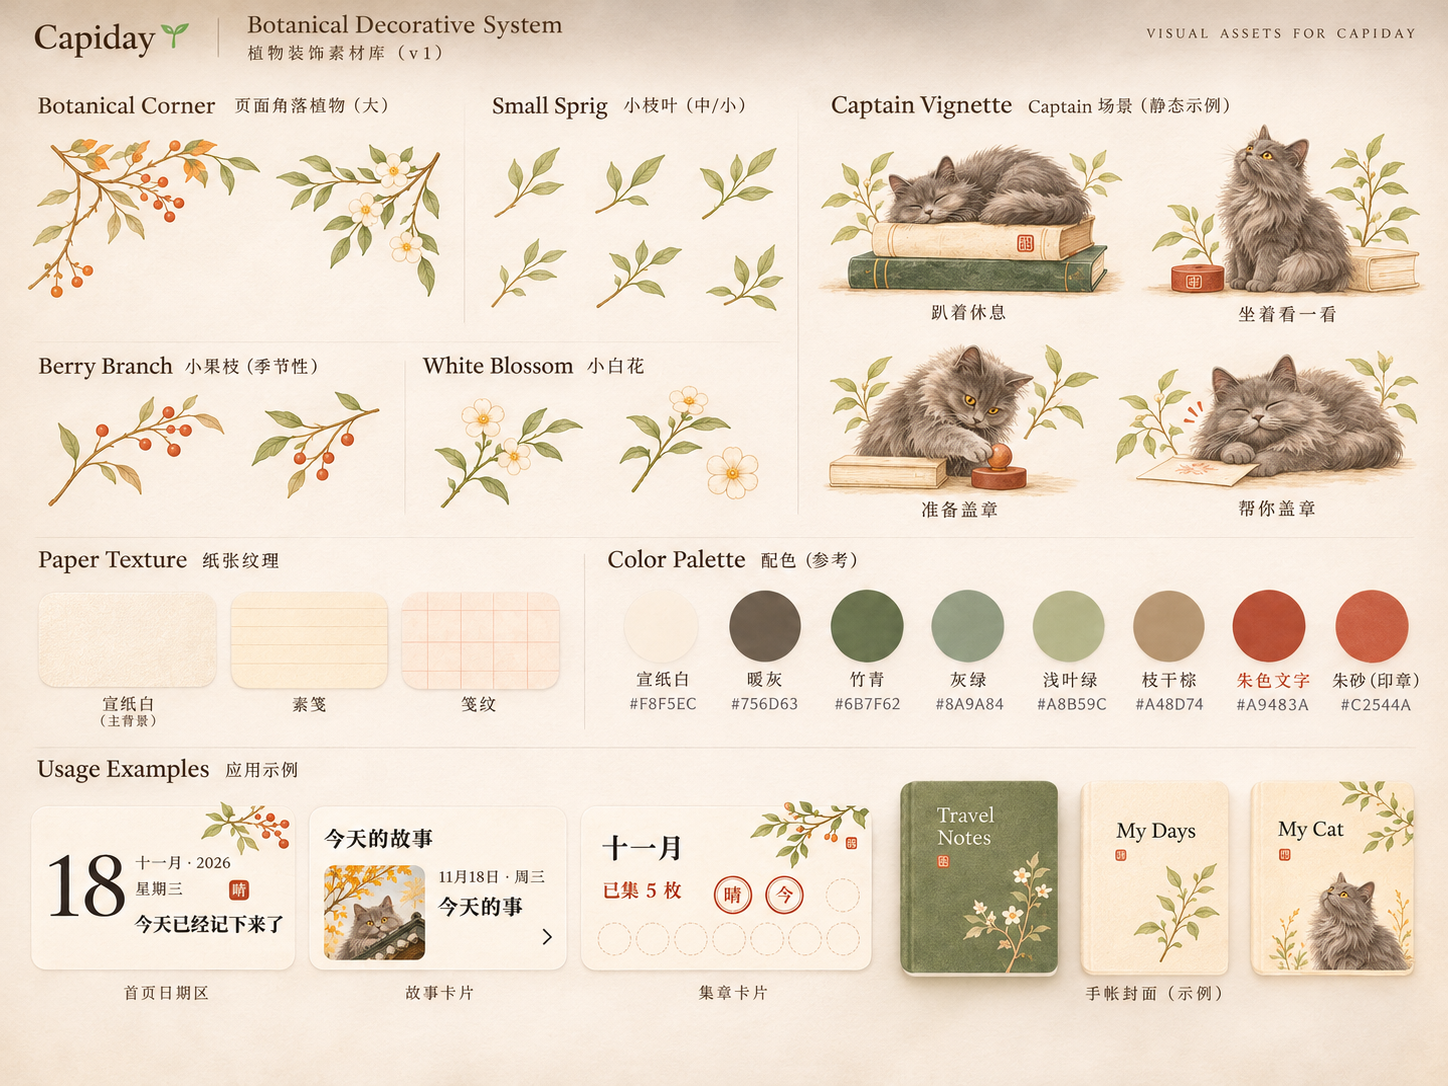 Capiday
Botanical Decorative System
植物装饰素材库（v1）
VISUAL ASSETS FOR CAPIDAY
Botanical Corner 页面角落植物（大）
Small Sprig 小枝叶（中/小）
Captain Vignette Captain 场景（静态示例）
趴着休息
坐着看一看
Berry Branch 小果枝（季节性）
White Blossom 小白花
准备盖章
帮你盖章
Paper Texture 纸张纹理
宣纸白
（主背景）
素笺
笺纹
Color Palette 配色（参考）
宣纸白
#F8F5EC
暖灰
#756D63
竹青
#6B7F62
灰绿
#8A9A84
浅叶绿
#A8B59C
枝干棕
#A48D74
朱色文字
#A9483A
朱砂（印章）
#C2544A
Usage Examples 应用示例
18
十一月 · 2026
星期三
晴
今天已经记下来了
首页日期区
今天的故事
11月18日 · 周三
今天的事
故事卡片
十一月
已集 5 枚
晴
今
集章卡片
Travel
Notes
My Days
My Cat
手帐封面（示例）